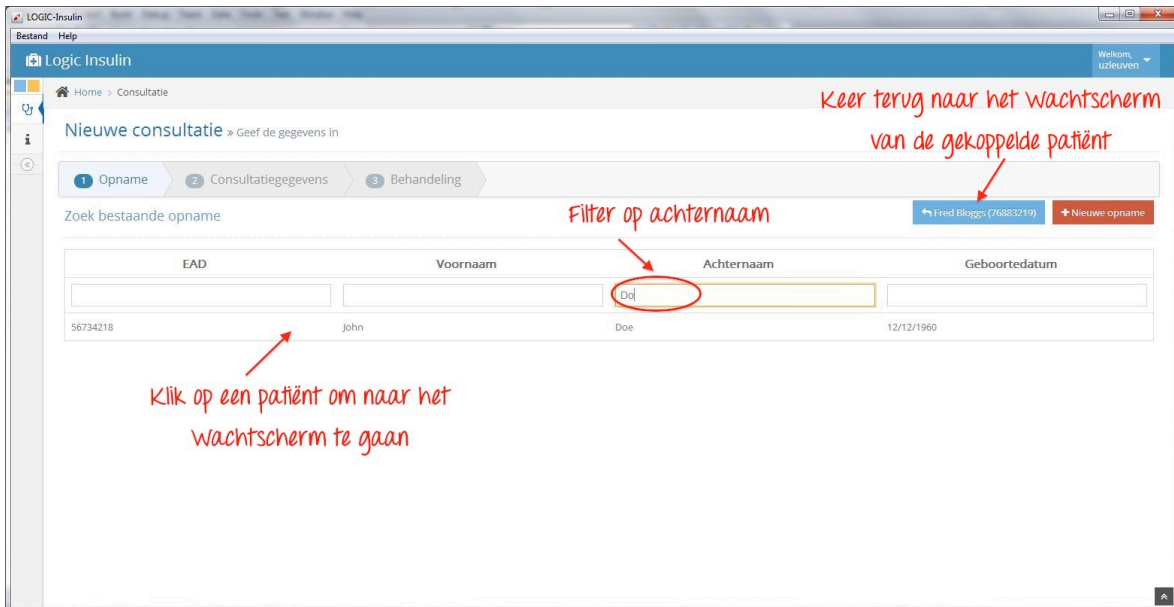 LOGIC-Insulin
Bestand Help
Logic Insulin
Welkom,
uzleuven
Home > Consultatie
Keer terug naar het Wachtscherm
van de gekoppelde patiënt
Nieuwe consultatie » Geef de gegevens in
1 Opname 2 Consultatiegegevens 3 Behandeling
Zoek bestaande opname
Filter op achternaam
Fred Bloggs (76883219) + Nieuwe opname
EAD Voornaam Achternaam Geboortedatum
Do
56734218 John Doe 12/12/1960
Klik op een patiënt om naar het
Wachtscherm te gaan